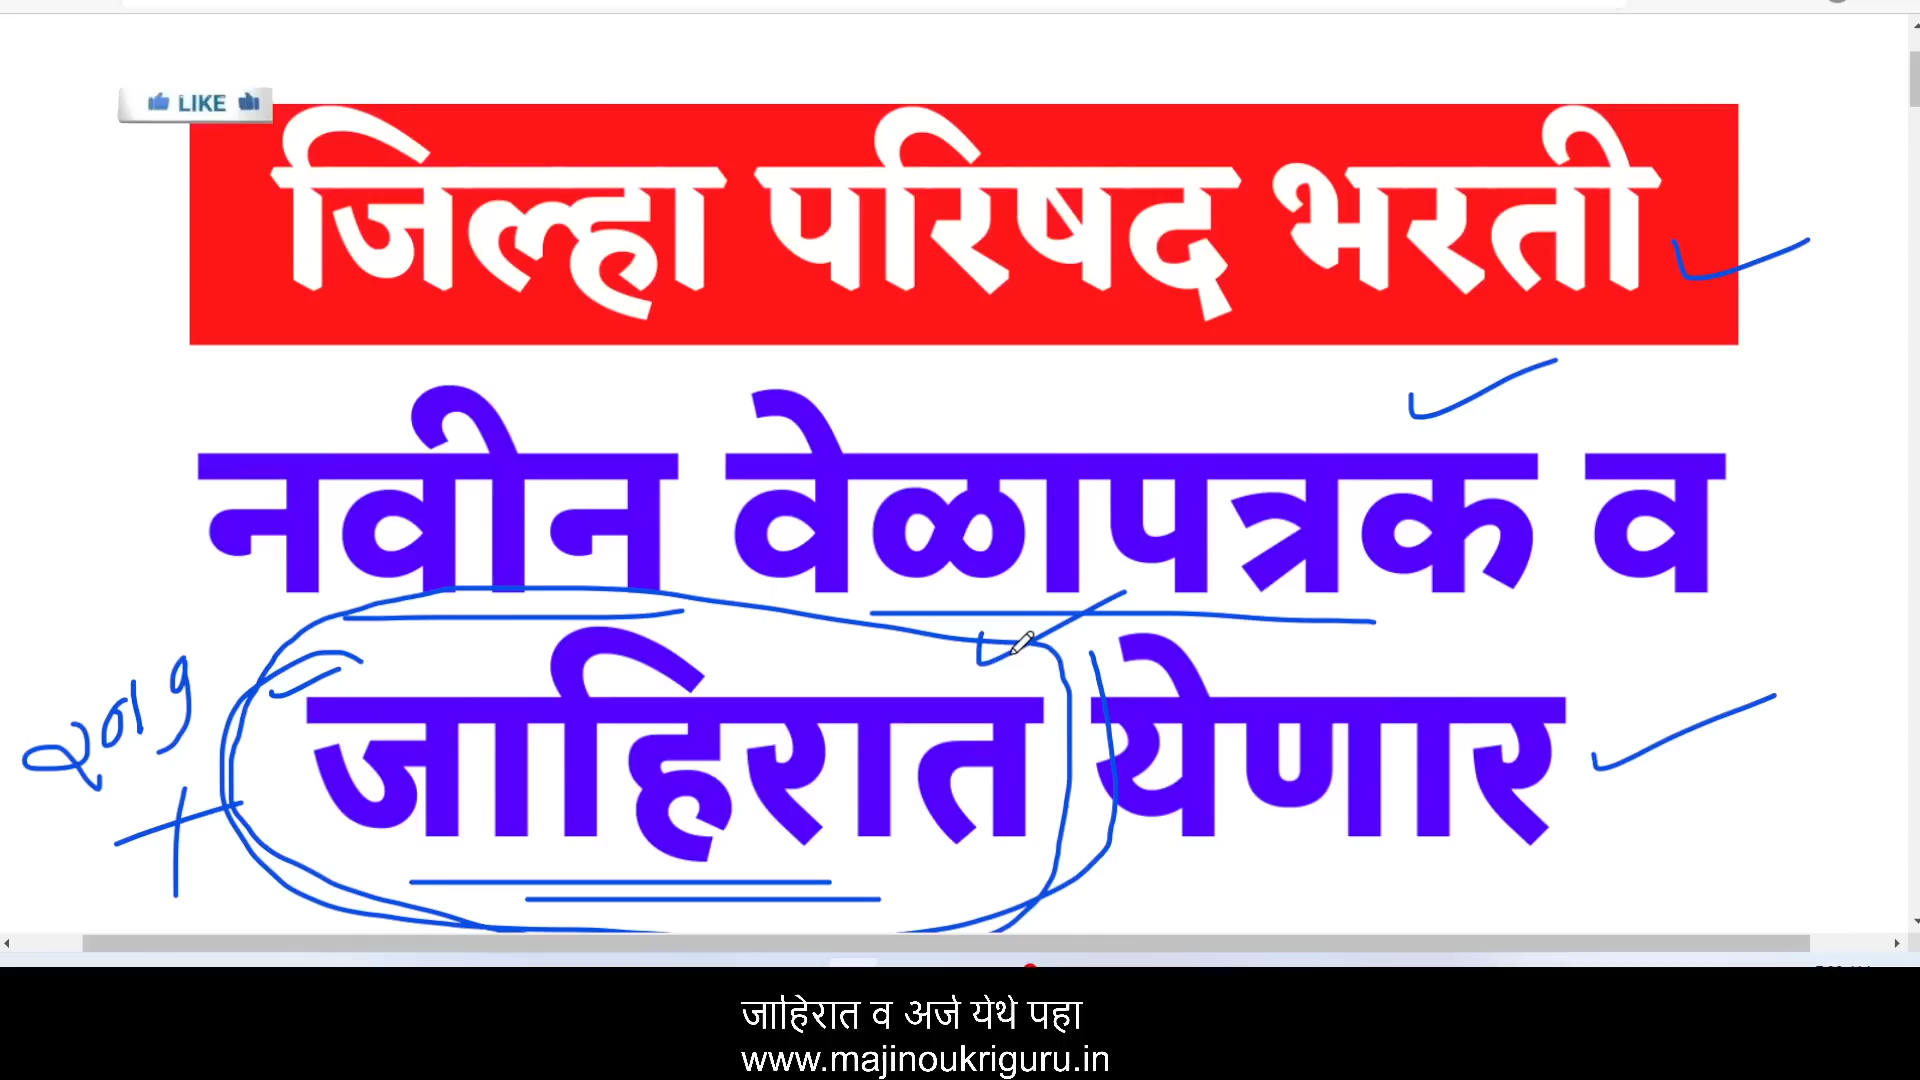 LIKE
जिल्हा परिषद भरती
नवीन वेळापत्रक व
जाहिरात येणार
२०१९
जाहिरात व अर्ज येथे पहा
www.majinoukriguru.in